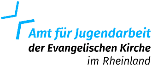 Amt für Jugendarbeit
der Evangelischen Kirche
im Rheinland